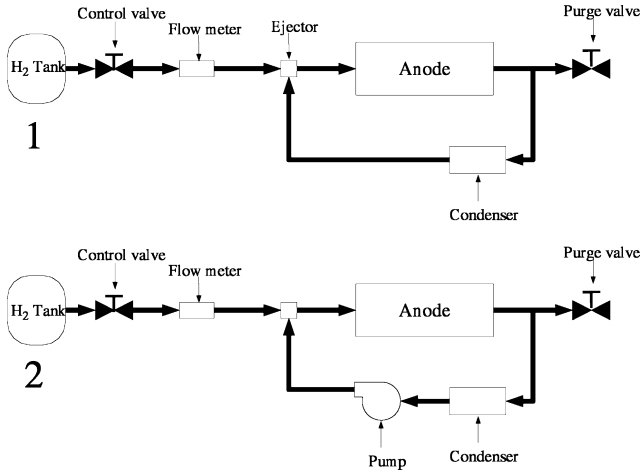 Control valve
Flow meter
Ejector
Purge valve
H2 Tank
Anode
1
Condenser
Control valve
Flow meter
Purge valve
H2 Tank
Anode
2
Pump
Condenser